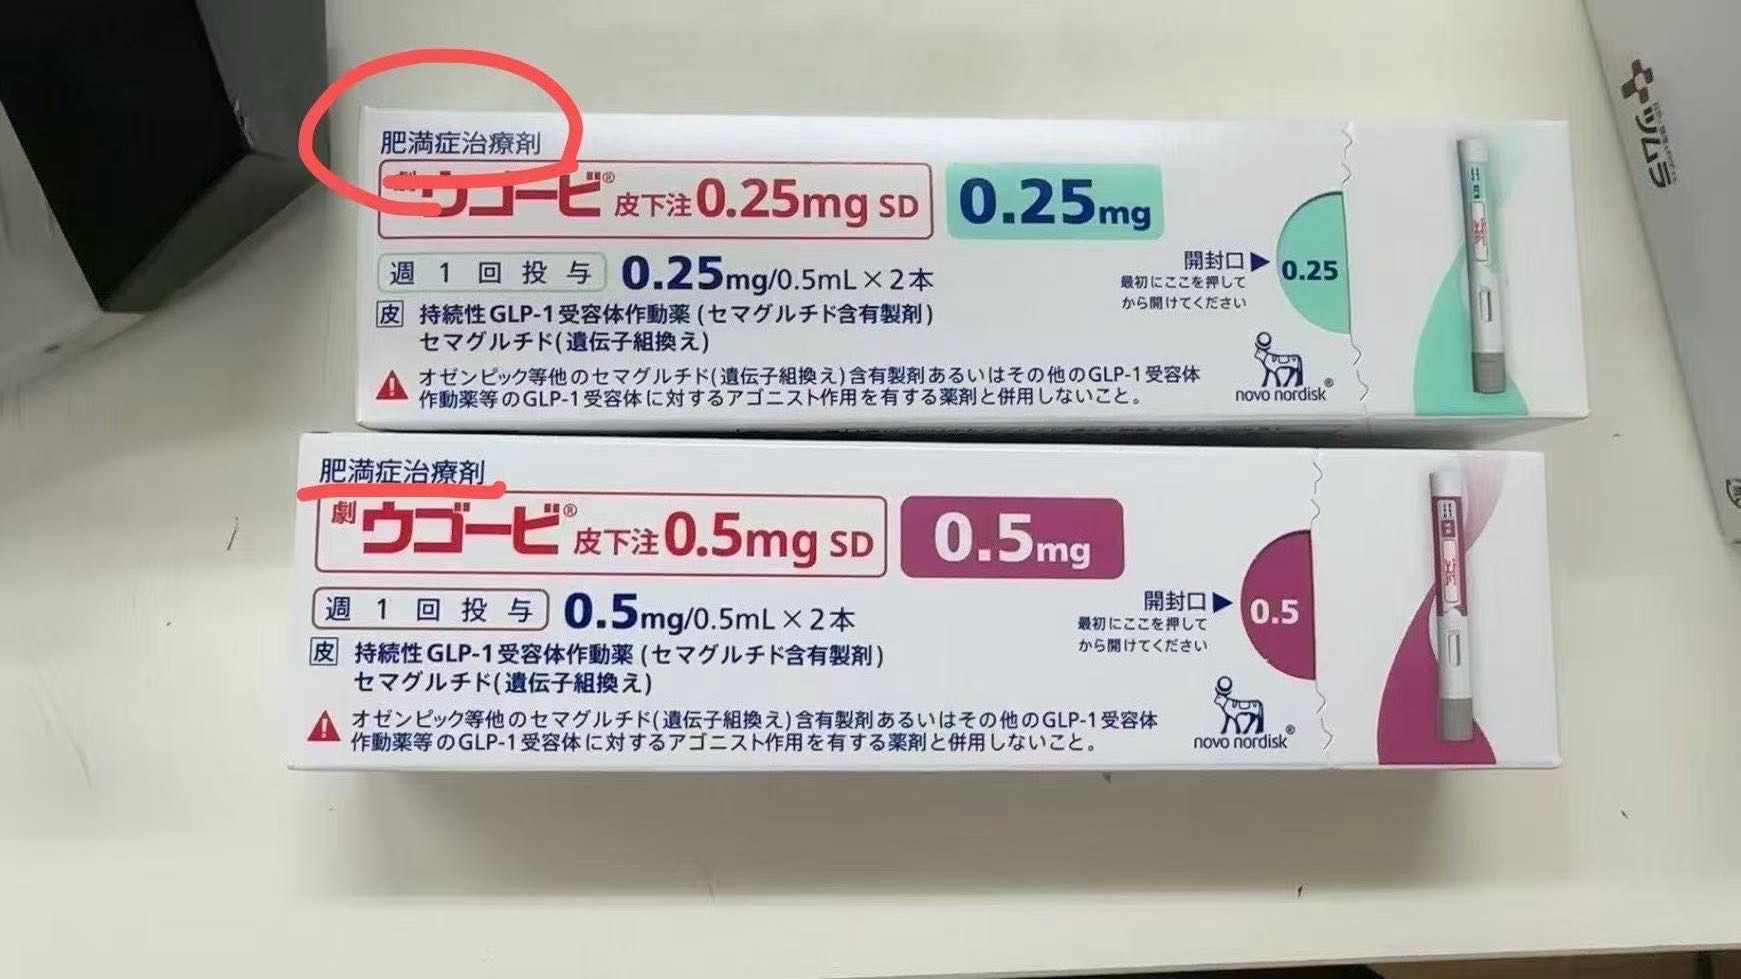 肥満症治療剤
劇 ウゴービ® 皮下注0.25mg SD
0.25mg
週1回投与 0.25mg/0.5mL×2本
皮 持続性GLP-1受容体作動薬(セマグルチド含有製剤)
セマグルチド(遺伝子組換え)
オゼンピック等他のセマグルチド(遺伝子組換え)含有製剤あるいはその他のGLP-1受容体
作動薬等のGLP-1受容体に対するアゴニスト作用を有する薬剤と併用しないこと。
開封口▶
最初にここを押して
から開けてください
0.25
novo nordisk®
肥満症治療剤
劇 ウゴービ® 皮下注0.5mg SD
0.5mg
週1回投与 0.5mg/0.5mL×2本
皮 持続性GLP-1受容体作動薬(セマグルチド含有製剤)
セマグルチド(遺伝子組換え)
オゼンピック等他のセマグルチド(遺伝子組換え)含有製剤あるいはその他のGLP-1受容体
作動薬等のGLP-1受容体に対するアゴニスト作用を有する薬剤と併用しないこと。
開封口▶
最初にここを押して
から開けてください
0.5
novo nordisk®
ツムラ